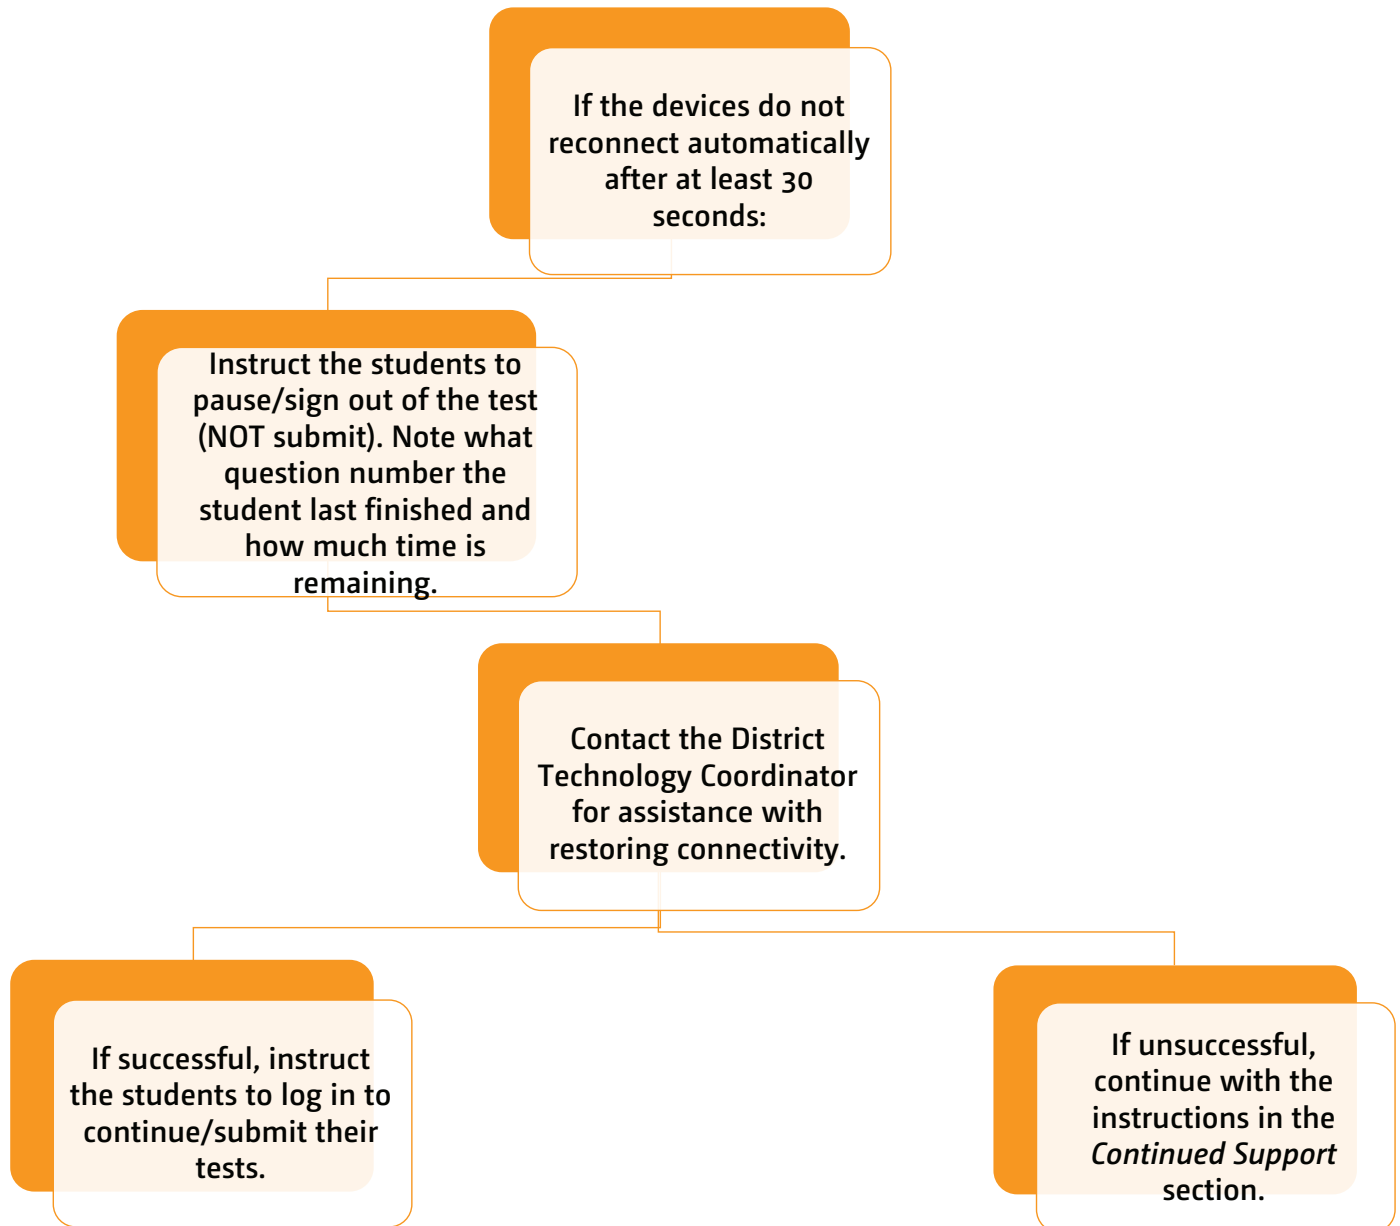 If the devices do not
reconnect automatically
after at least 30
seconds:
Instruct the students to
pause/sign out of the test
(NOT submit). Note what
question number the
student last finished and
how much time is
remaining.
Contact the District
Technology Coordinator
for assistance with
restoring connectivity.
If successful, instruct
the students to log in to
continue/submit their
tests.
If unsuccessful,
continue with the
instructions in the
Continued Support
section.